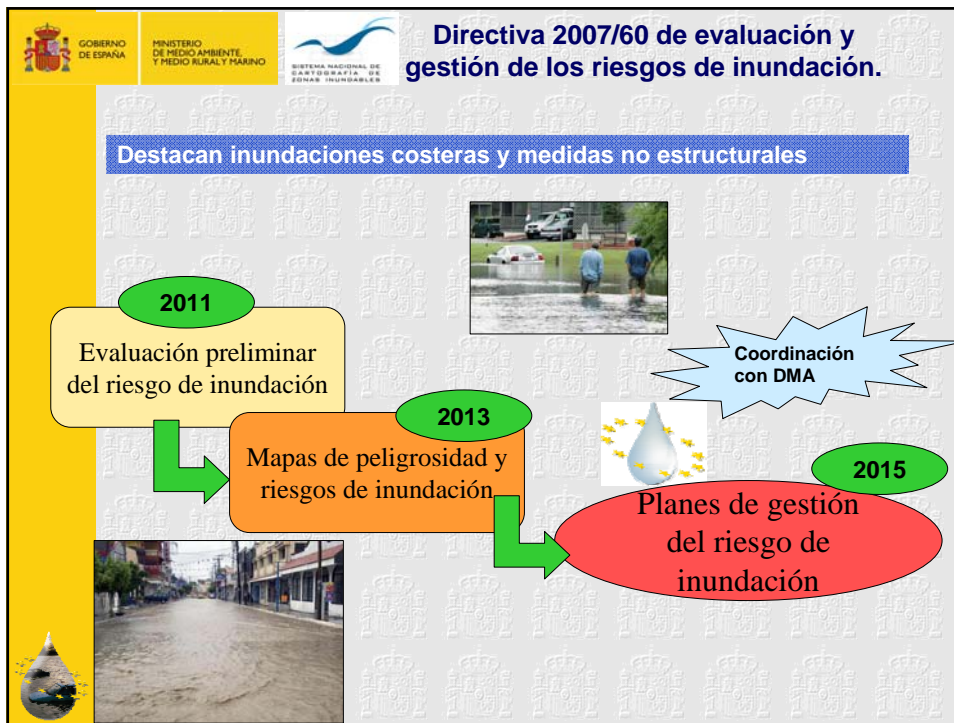 GOBIERNO
DE ESPAÑA
MINISTERIO
DE MEDIO AMBIENTE,
Y MEDIO RURAL Y MARINO
SISTEMA NACIONAL DE
CARTOGRAFÍA DE
ZONAS INUNDABLES
Directiva 2007/60 de evaluación y
gestión de los riesgos de inundación.
Destacan inundaciones costeras y medidas no estructurales
2011
Evaluación preliminar
del riesgo de inundación
Coordinación
con DMA
2013
Mapas de peligrosidad y
riesgos de inundación
2015
Planes de gestión
del riesgo de
inundación